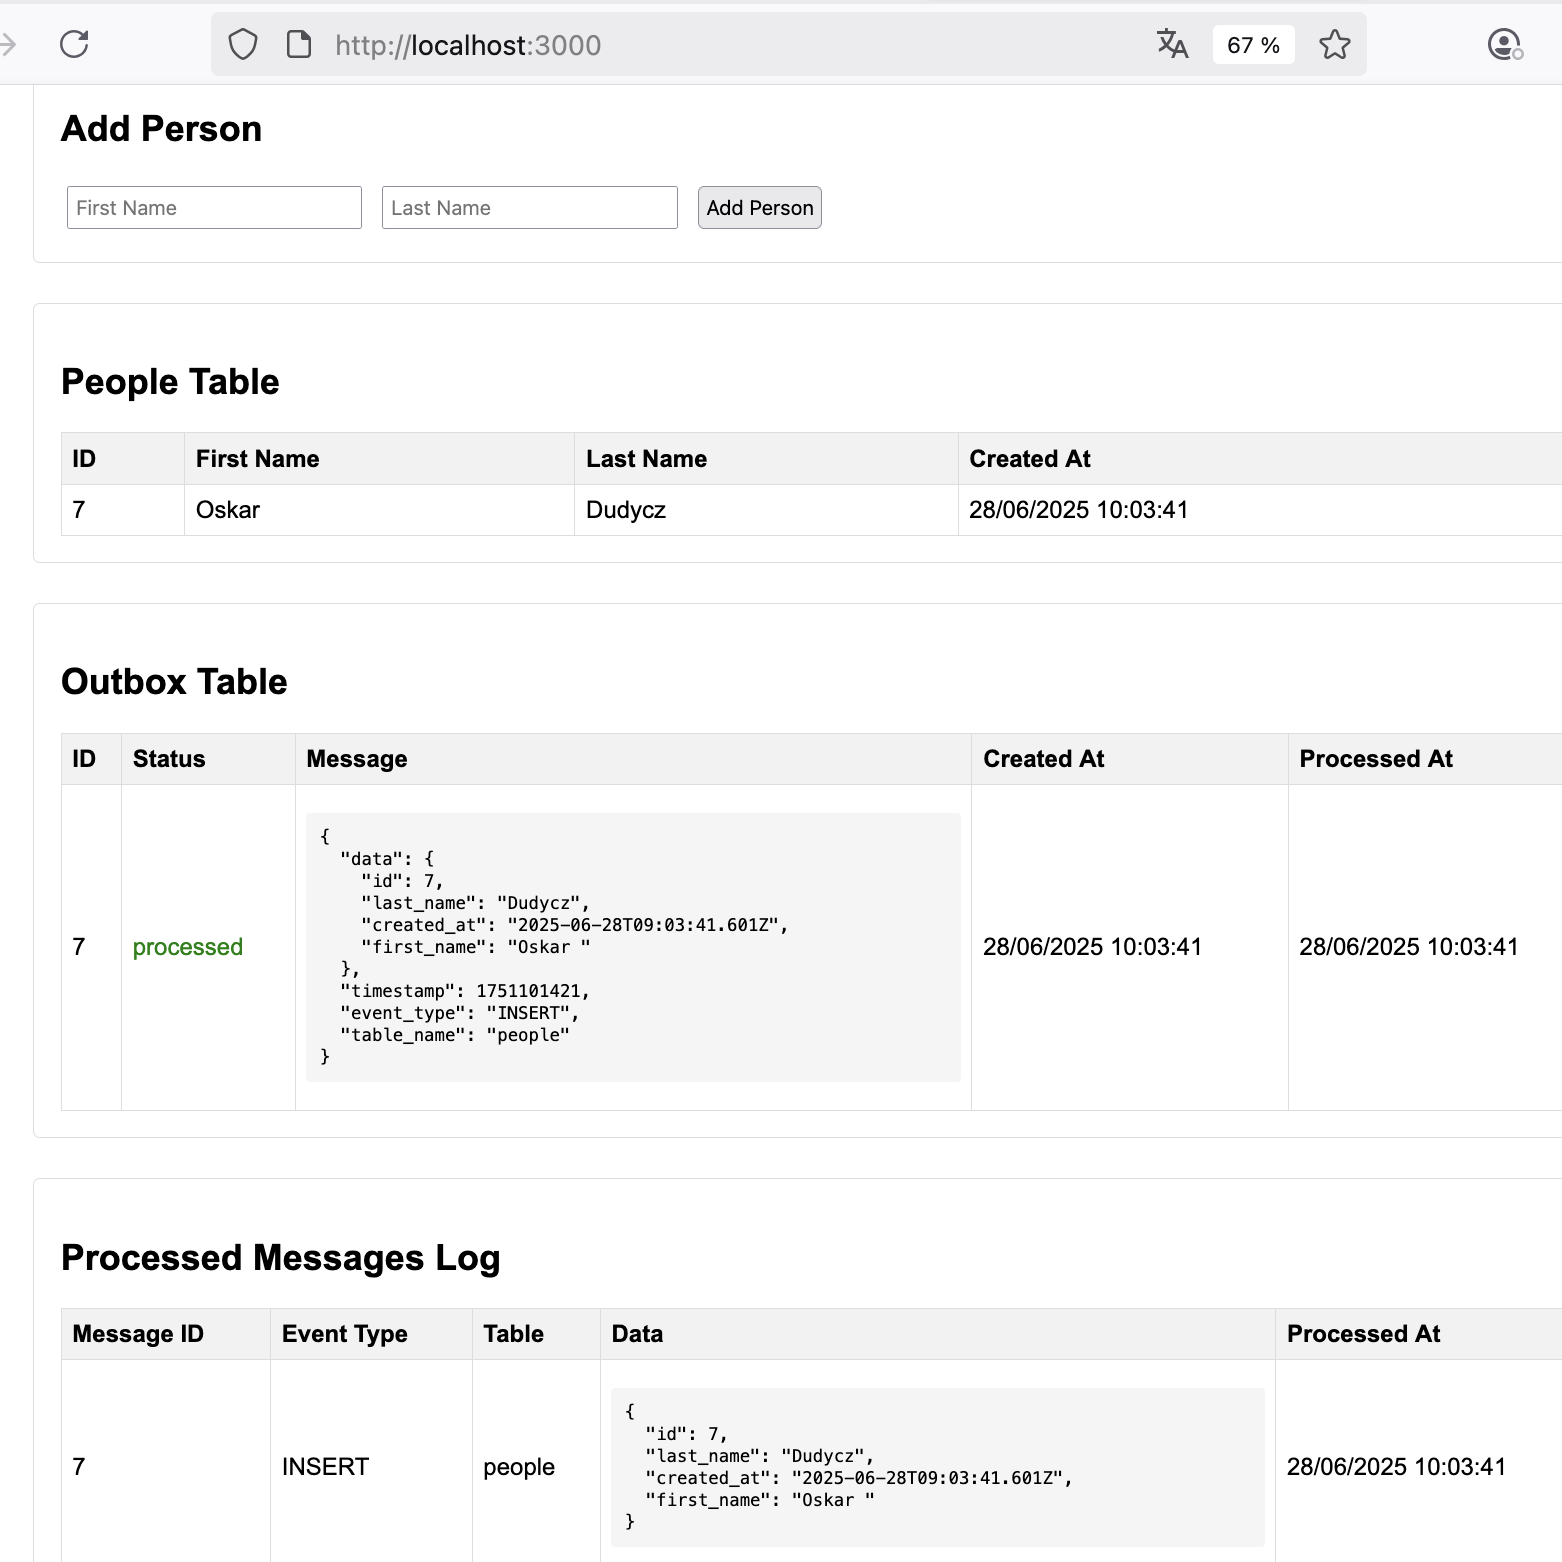 http://localhost:3000
67 %
Add Person
First Name Last Name Add Person
People Table
ID First Name Last Name Created At
7 Oskar Dudycz 28/06/2025 10:03:41
Outbox Table
ID Status Message Created At Processed At
{
  "data": {
    "id": 7,
    "last_name": "Dudycz",
    "created_at": "2025-06-28T09:03:41.601Z",
7 processed     "first_name": "Oskar " 28/06/2025 10:03:41 28/06/2025 10:03:41
  },
  "timestamp": 1751101421,
  "event_type": "INSERT",
  "table_name": "people"
}
Processed Messages Log
Message ID Event Type Table Data Processed At
{
  "id": 7,
  "last_name": "Dudycz",
7 INSERT people   "created_at": "2025-06-28T09:03:41.601Z", 28/06/2025 10:03:41
  "first_name": "Oskar "
}